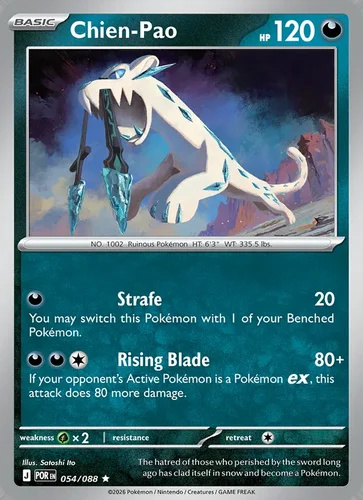 BASIC
Chien-Pao
HP 120
NO. 1002 Ruinous Pokémon HT: 6'3" WT: 335.5 lbs.
Strafe 20
You may switch this Pokémon with 1 of your Benched
Pokémon.
Rising Blade 80+
If your opponent's Active Pokémon is a Pokémon ex, this
attack does 80 more damage.
weakness ×2 resistance retreat
Illus. Satoshi Ito
J POR EN 054/088 ★
The hatred of those who perished by the sword long
ago has clad itself in snow and become a Pokémon.
©2026 Pokémon / Nintendo / Creatures / GAME FREAK